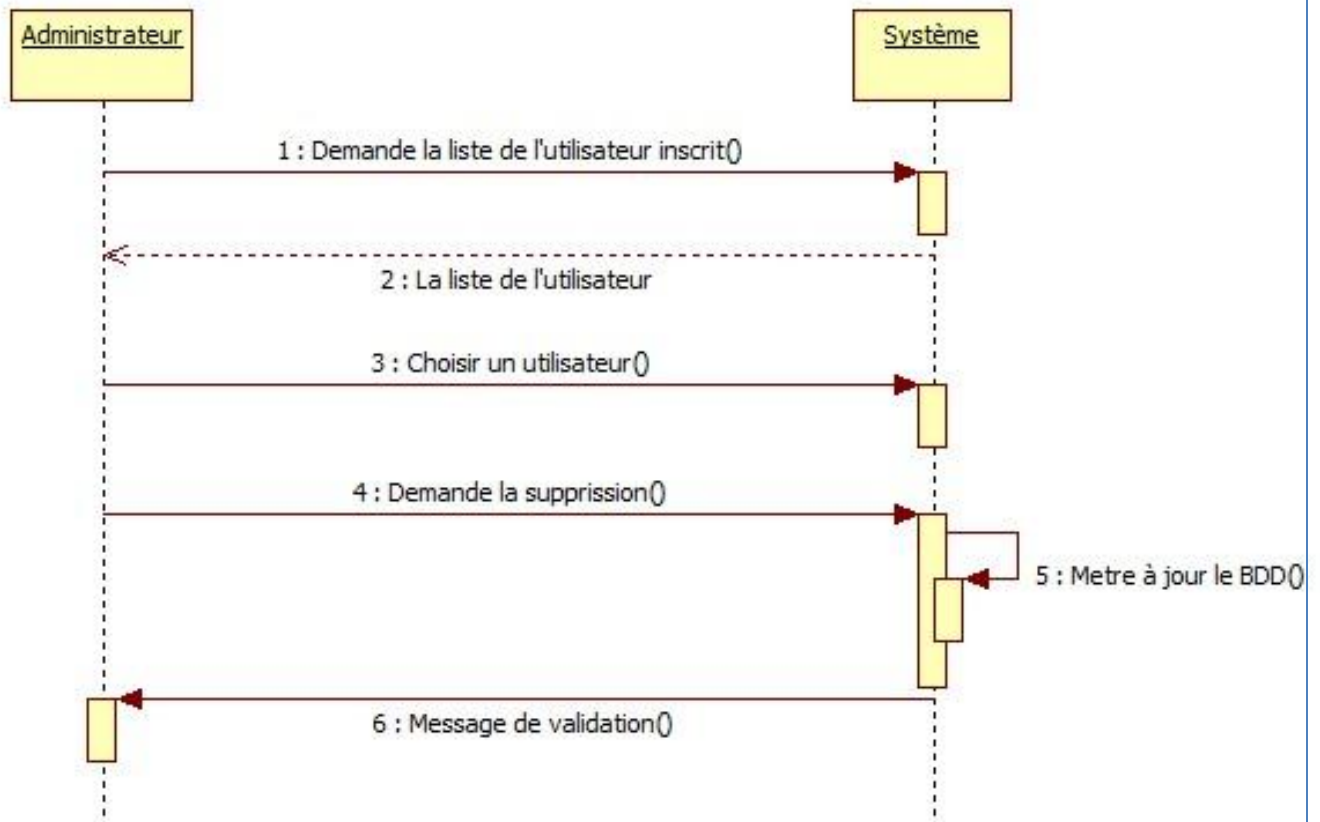 Administrateur
Système
1 : Demande la liste de l'utilisateur inscrit()
2 : La liste de l'utilisateur
3 : Choisir un utilisateur()
4 : Demande la supprission()
5 : Metre à jour le BDD()
6 : Message de validation()